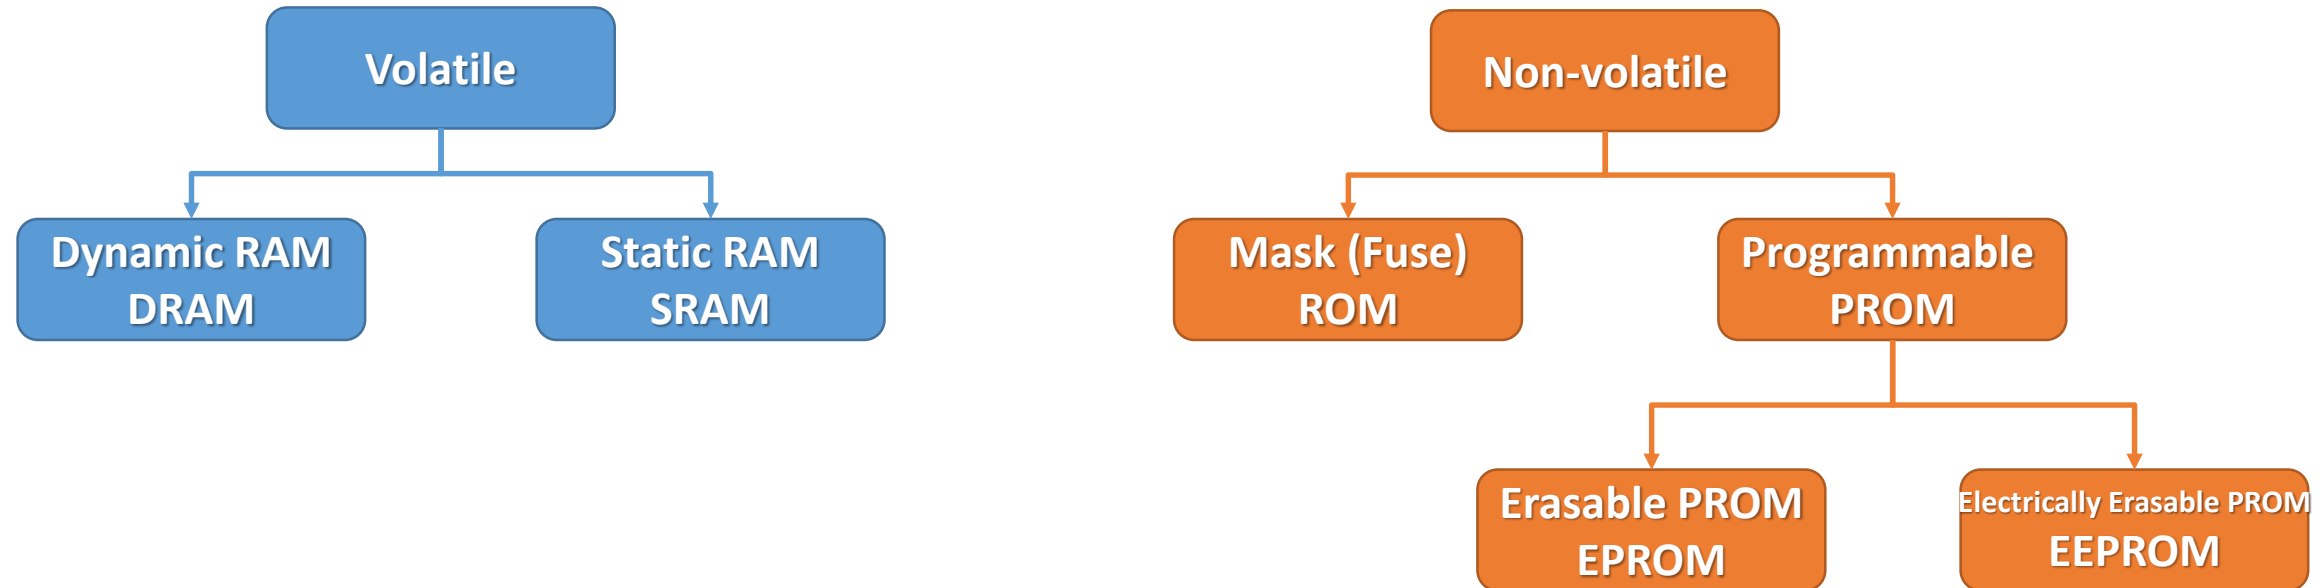 Volatile
Non-volatile
Dynamic RAM
DRAM
Static RAM
SRAM
Mask (Fuse)
ROM
Programmable
PROM
Erasable PROM
EPROM
Electrically Erasable PROM
EEPROM